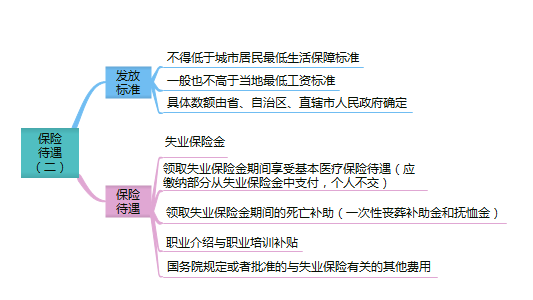 保险
待遇
（二）
发放
标准
不得低于城市居民最低生活保障标准
一般也不高于当地最低工资标准
具体数额由省、自治区、直辖市人民政府确定
保险
待遇
失业保险金
领取失业保险金期间享受基本医疗保险待遇（应
缴纳部分从失业保险金中支付，个人不交）
领取失业保险金期间的死亡补助（一次性丧葬补助金和抚恤金）
职业介绍与职业培训补贴
国务院规定或者批准的与失业保险有关的其他费用